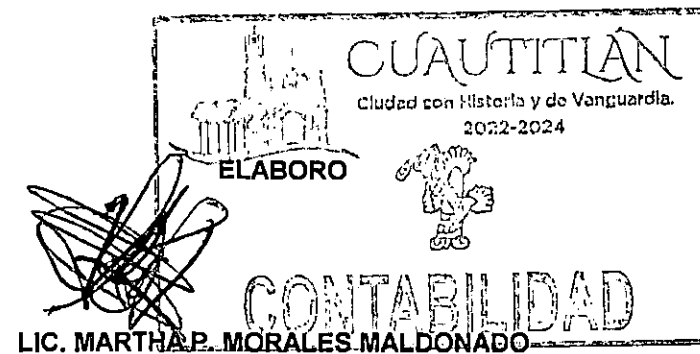 CUAUTITLÁN
Ciudad con Historia y de Vanguardia.
2022-2024
ELABORO
CONTABILIDAD
LIC. MARTHA P. MORALES MALDONADO